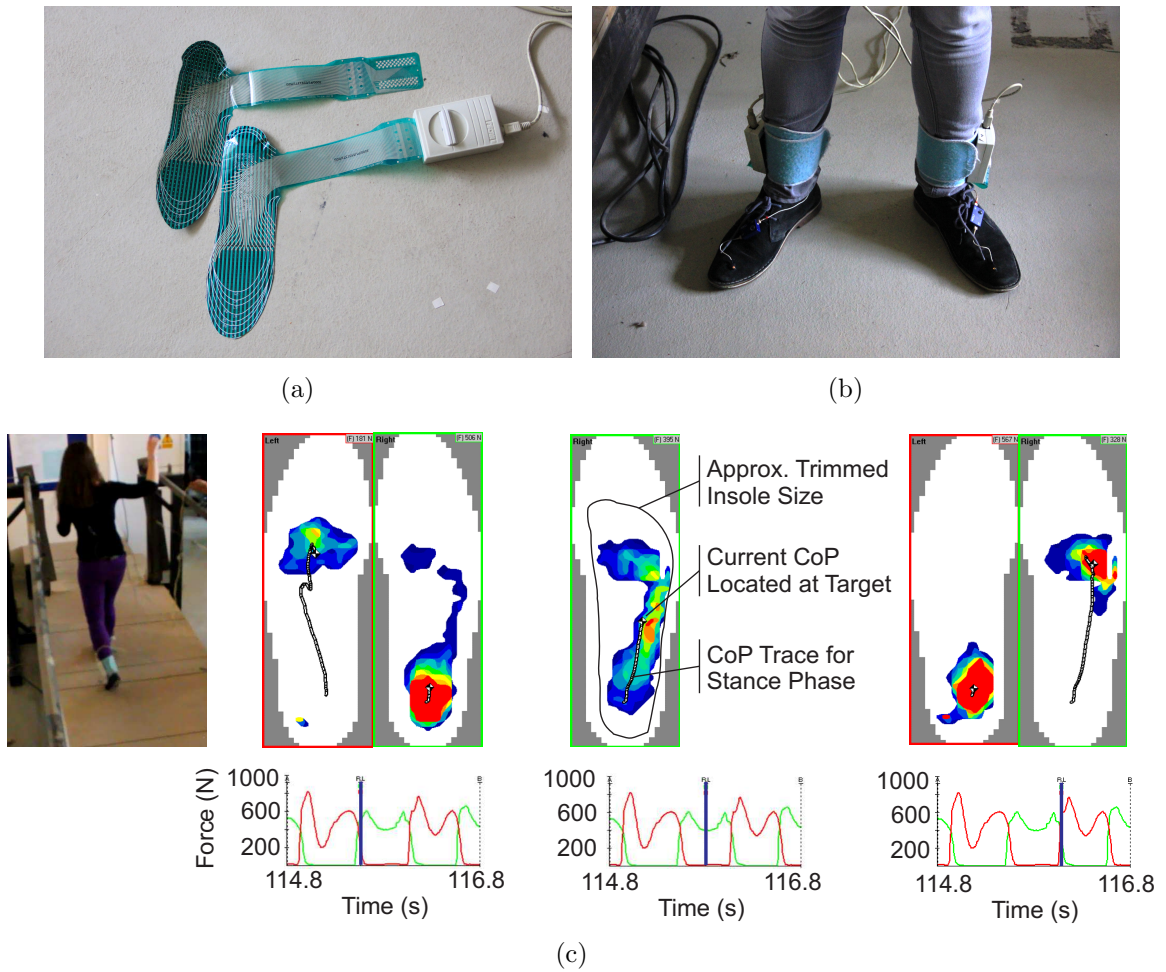 (a)
(b)
Left
(F) 181 N
Right
(F) 506 N
Right
(F) 395 N
Left
(F) 567 N
Right
(F) 328 N
Approx. Trimmed
Insole Size
Current CoP
Located at Target
CoP Trace for
Stance Phase
Force (N)
1000
600
200
A
B
114.8
116.8
Time (s)
1000
600
200
114.8
116.8
Time (s)
1000
600
200
114.8
116.8
Time (s)
(c)